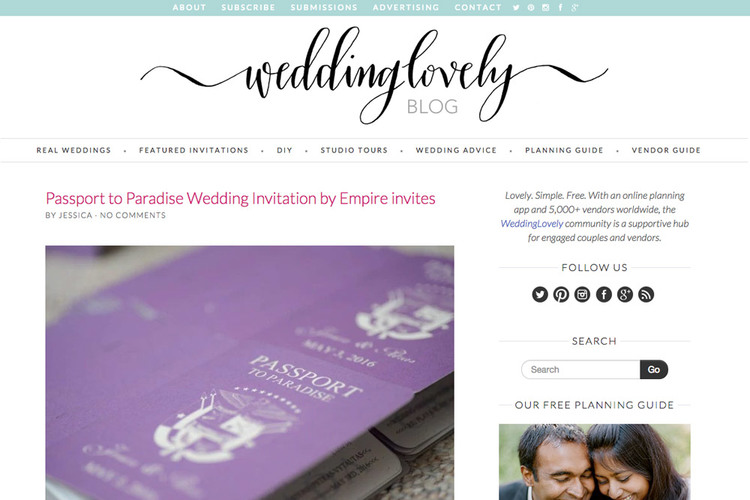 ABOUT SUBSCRIBE SUBMISSIONS ADVERTISING CONTACT
weddinglovely
BLOG
REAL WEDDINGS • FEATURED INVITATIONS • DIY • STUDIO TOURS • WEDDING ADVICE • PLANNING GUIDE • VENDOR GUIDE
Passport to Paradise Wedding Invitation by Empire invites
BY JESSICA - NO COMMENTS
MAY 3, 2016
PASSPORT
TO PARADISE
MAY 3, 2016
Lovely. Simple. Free. With an online planning
app and 5,000+ vendors worldwide, the
WeddingLovely community is a supportive hub
for engaged couples and vendors.
FOLLOW US
SEARCH
Search Go
OUR FREE PLANNING GUIDE